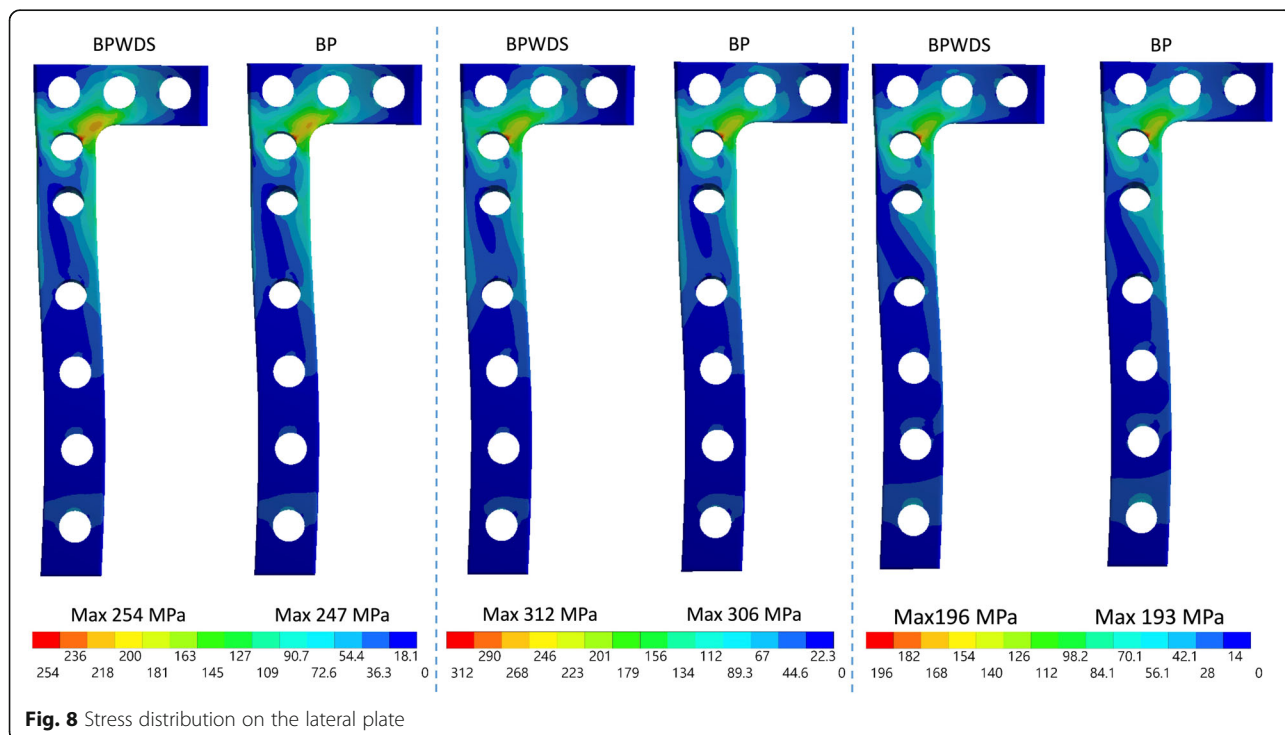 BPWDS BP BPWDS BP BPWDS BP
Max 254 MPa Max 247 MPa Max 312 MPa Max 306 MPa Max196 MPa Max 193 MPa
236 200 163 127 90.7 54.4 18.1 290 246 201 156 112 67 22.3 182 154 126 98.2 70.1 42.1 14
254 218 181 145 109 72.6 36.3 0 312 268 223 179 134 89.3 44.6 0 196 168 140 112 84.1 56.1 28 0
Fig. 8 Stress distribution on the lateral plate